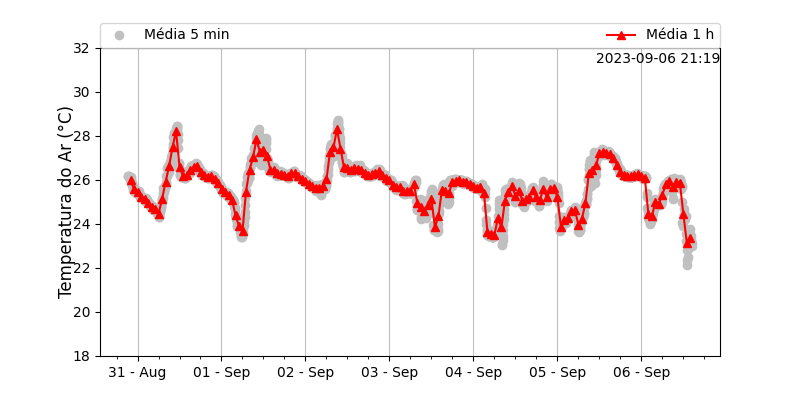 Média 5 min
Média 1 h
2023-09-06 21:19
Temperatura do Ar (°C)
32
30
28
26
24
22
20
18
31 - Aug
01 - Sep
02 - Sep
03 - Sep
04 - Sep
05 - Sep
06 - Sep